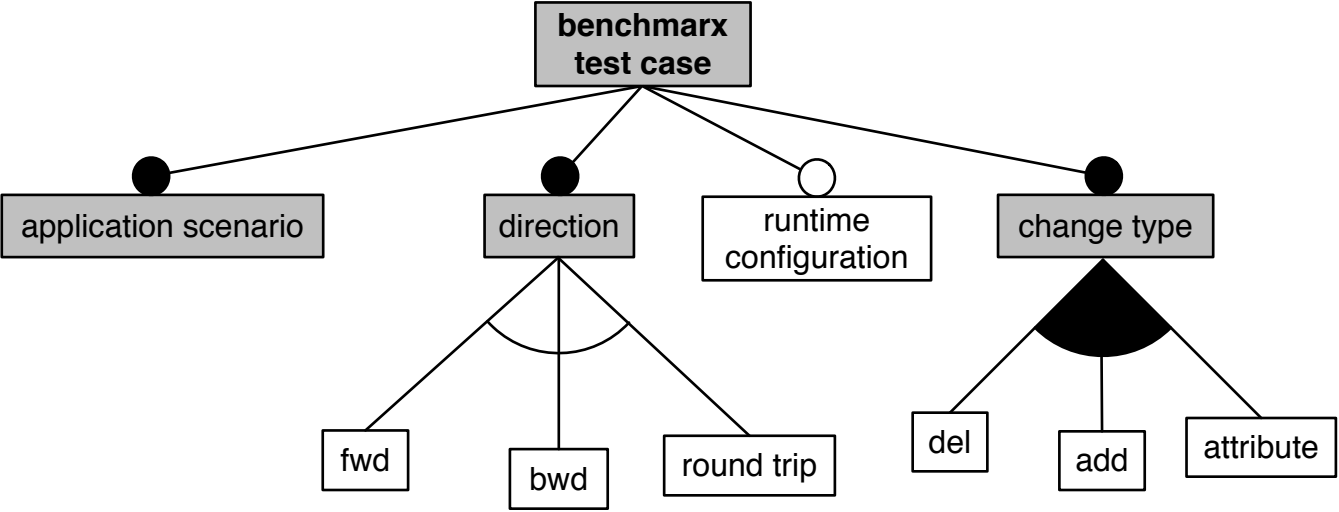 benchmarx
test case
application scenario
direction
runtime
configuration
change type
fwd
bwd
round trip
del
add
attribute